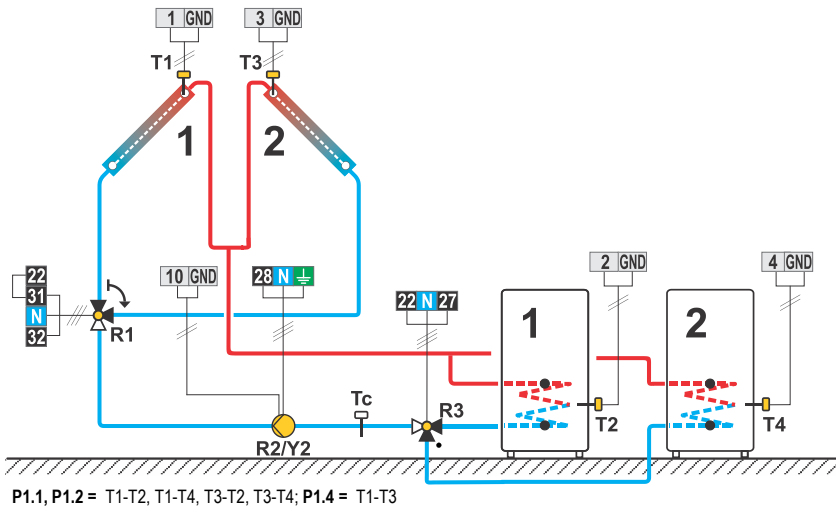 1 GND
3 GND
T1
T3
1
2
22
31
N
32
R1
10 GND
28 N
22 N 27
2 GND
4 GND
1
2
Tc
R3
R2/Y2
T2
T4
P1.1, P1.2 = T1-T2, T1-T4, T3-T2, T3-T4; P1.4 = T1-T3